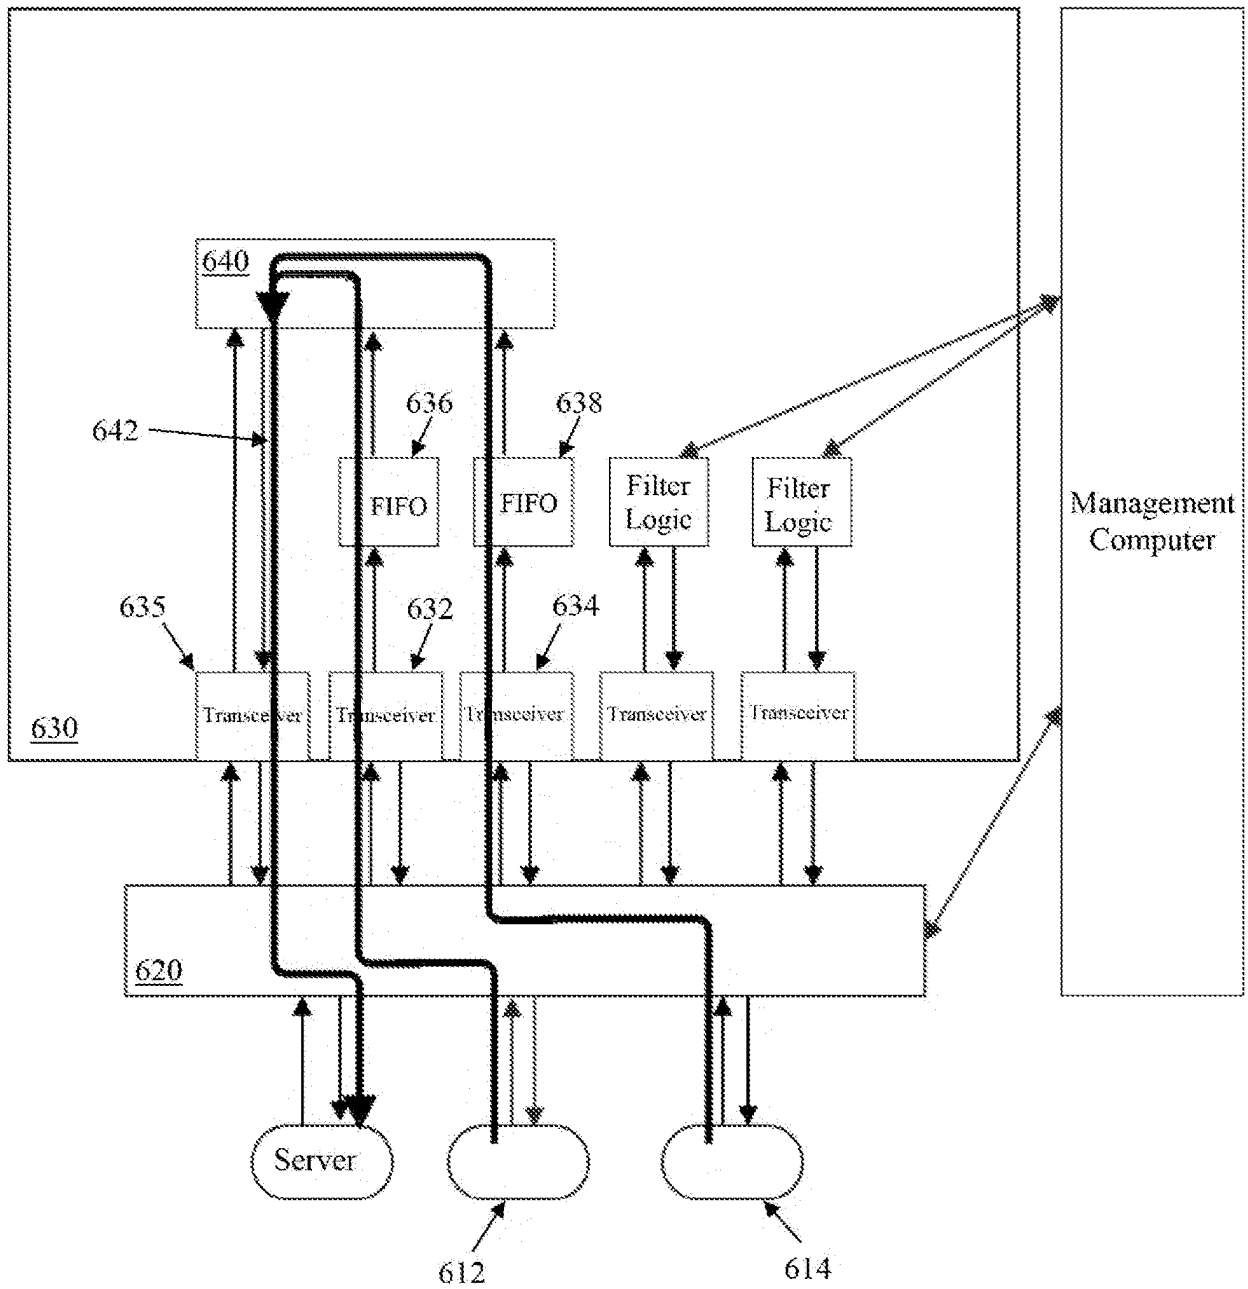 640
636
638
642
FIFO
FIFO
Filter
Logic
Filter
Logic
Management
Computer
635
632
634
Transceiver
Transceiver
Transceiver
Transceiver
Transceiver
630
620
Server
612
614